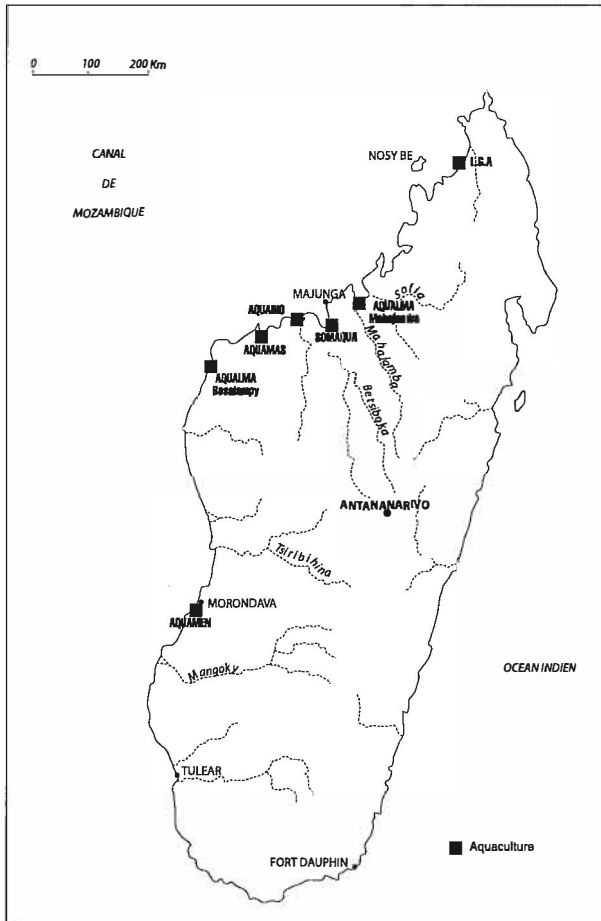 0 100 200 Km
CANAL
DE
MOZAMBIQUE
NOSY BE
L.G.A
MAJUNGA
Sofia
AQUALMA
AQUAMO
SOMAQUA
AQUAMAS
Mahajamba
AQUALMA
Besalampy
Betsiboka
ANTANANARIVO
Tsiribihina
MORONDAVA
AQUAMEN
Mangoky
OCEAN INDIEN
TULEAR
Aquaculture
FORT DAUPHIN